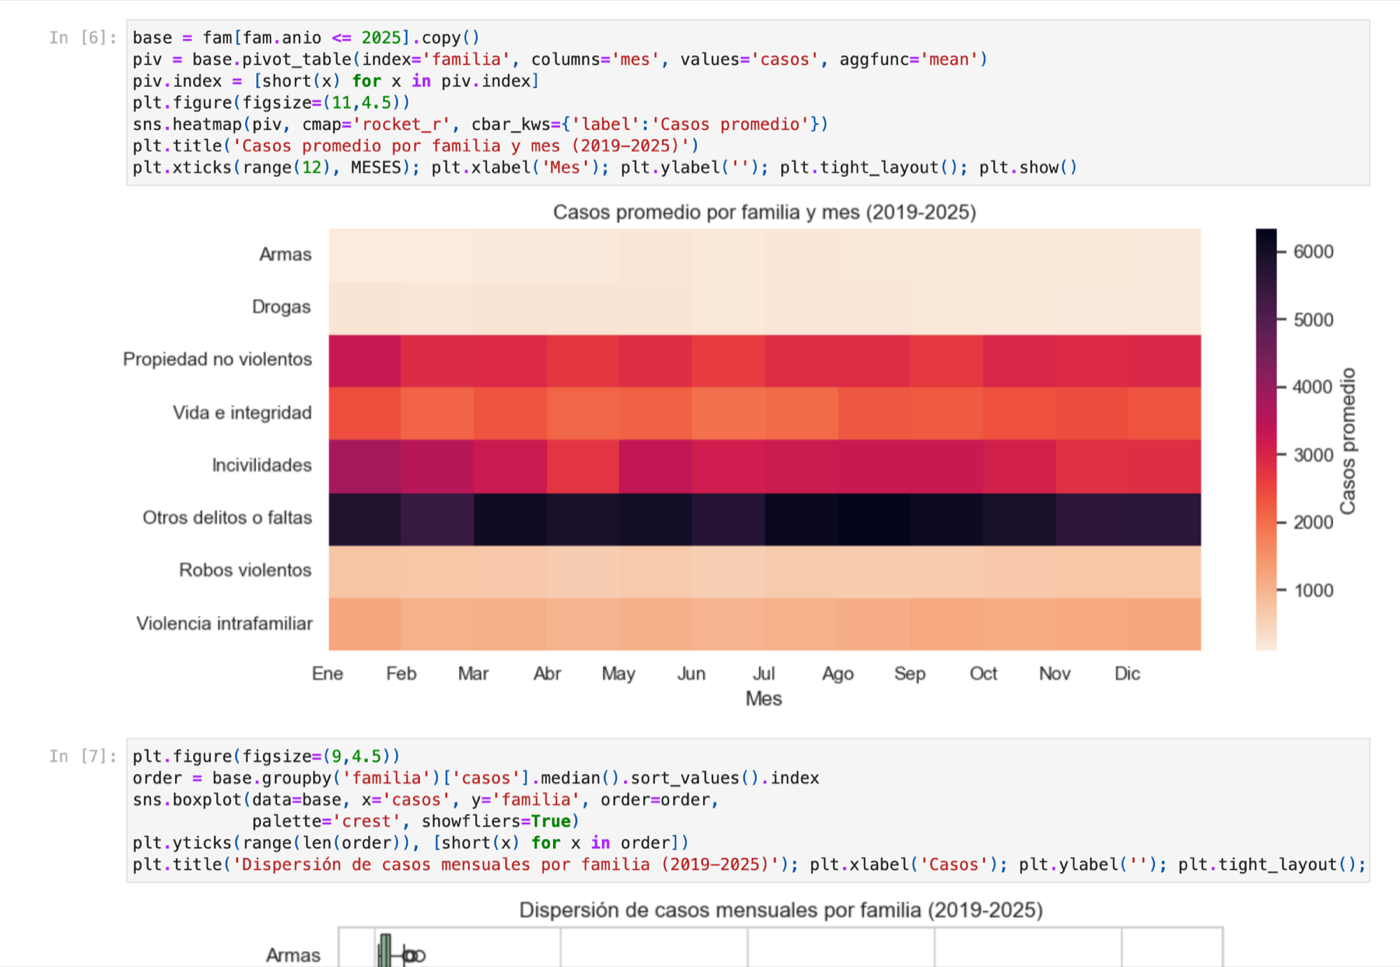 In [6]:
base = fam[fam.anio <= 2025].copy()
piv = base.pivot_table(index='familia', columns='mes', values='casos', aggfunc='mean')
piv.index = [short(x) for x in piv.index]
plt.figure(figsize=(11,4.5))
sns.heatmap(piv, cmap='rocket_r', cbar_kws={'label':'Casos promedio'})
plt.title('Casos promedio por familia y mes (2019–2025)')
plt.xticks(range(12), MESES); plt.xlabel('Mes'); plt.ylabel(''); plt.tight_layout(); plt.show()
Casos promedio por familia y mes (2019-2025)
Armas
Drogas
Propiedad no violentos
Vida e integridad
Incivilidades
Otros delitos o faltas
Robos violentos
Violencia intrafamiliar
Ene Feb Mar Abr May Jun Jul Ago Sep Oct Nov Dic
Mes
6000
5000
4000
3000
2000
1000
Casos promedio
In [7]:
plt.figure(figsize=(9,4.5))
order = base.groupby('familia')['casos'].median().sort_values().index
sns.boxplot(data=base, x='casos', y='familia', order=order,
palette='crest', showfliers=True)
plt.yticks(range(len(order)), [short(x) for x in order])
plt.title('Dispersión de casos mensuales por familia (2019–2025)'); plt.xlabel('Casos'); plt.ylabel(''); plt.tight_layout();
Dispersión de casos mensuales por familia (2019-2025)
Armas